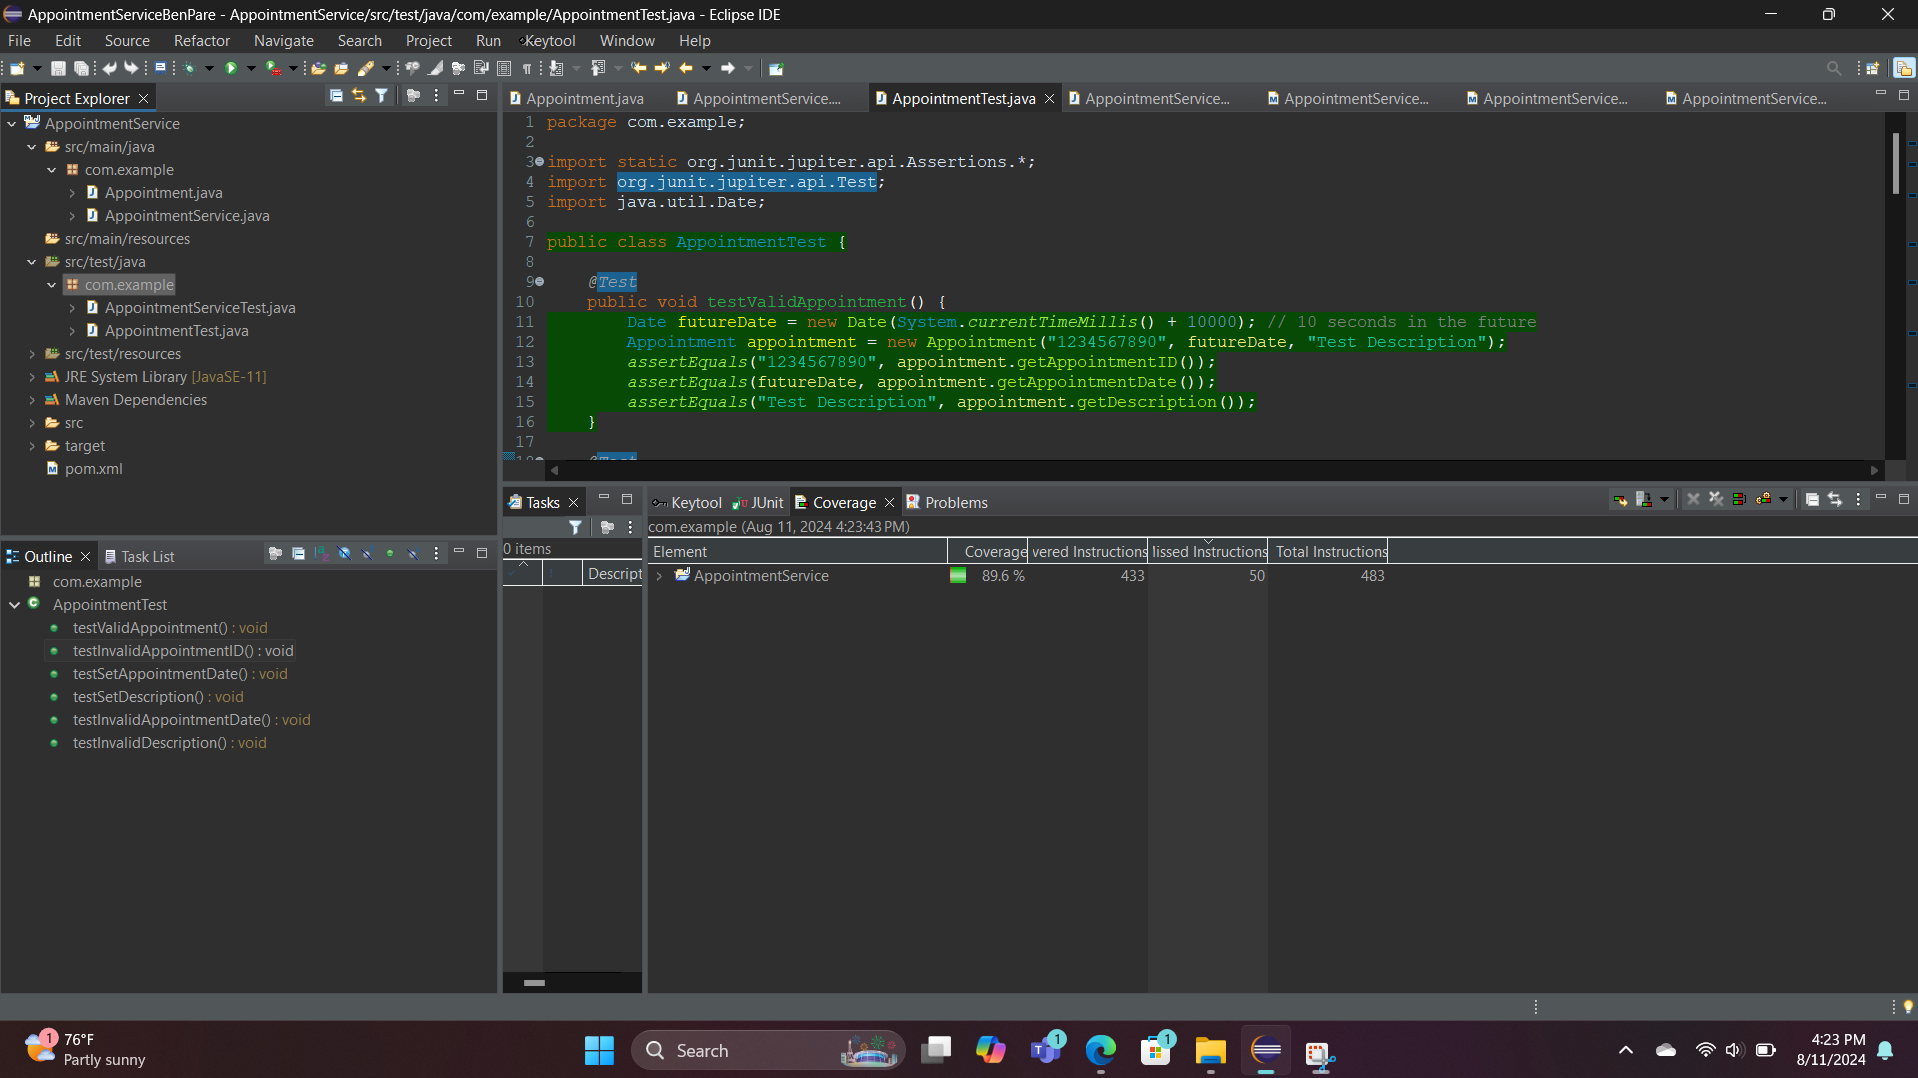 AppointmentServiceBenPare - AppointmentService/src/test/java/com/example/AppointmentTest.java - Eclipse IDE
File Edit Source Refactor Navigate Search Project Run Keytool Window Help
Project Explorer
AppointmentService
src/main/java
com.example
Appointment.java
AppointmentService.java
src/main/resources
src/test/java
com.example
AppointmentServiceTest.java
AppointmentTest.java
src/test/resources
JRE System Library [JavaSE-11]
Maven Dependencies
src
target
pom.xml
Outline Task List
com.example
AppointmentTest
testValidAppointment() : void
testInvalidAppointmentID() : void
testSetAppointmentDate() : void
testSetDescription() : void
testInvalidAppointmentDate() : void
testInvalidDescription() : void
Appointment.java AppointmentService.... AppointmentTest.java AppointmentService... AppointmentService... AppointmentService... AppointmentService...
1 package com.example;
2
3 import static org.junit.jupiter.api.Assertions.*;
4 import org.junit.jupiter.api.Test;
5 import java.util.Date;
6
7 public class AppointmentTest {
8
9 @Test
10 public void testValidAppointment() {
11 Date futureDate = new Date(System.currentTimeMillis() + 10000); // 10 seconds in the future
12 Appointment appointment = new Appointment("1234567890", futureDate, "Test Description");
13 assertEquals("1234567890", appointment.getAppointmentID());
14 assertEquals(futureDate, appointment.getAppointmentDate());
15 assertEquals("Test Description", appointment.getDescription());
16 }
17
Tasks
0 items
Descript
Keytool JUnit Coverage Problems
com.example (Aug 11, 2024 4:23:43 PM)
Element Coverage vered Instructions lissed Instructions Total Instructions
AppointmentService 89.6 % 433 50 483
1
76°F
Partly sunny
Search
1
1
4:23 PM
8/11/2024